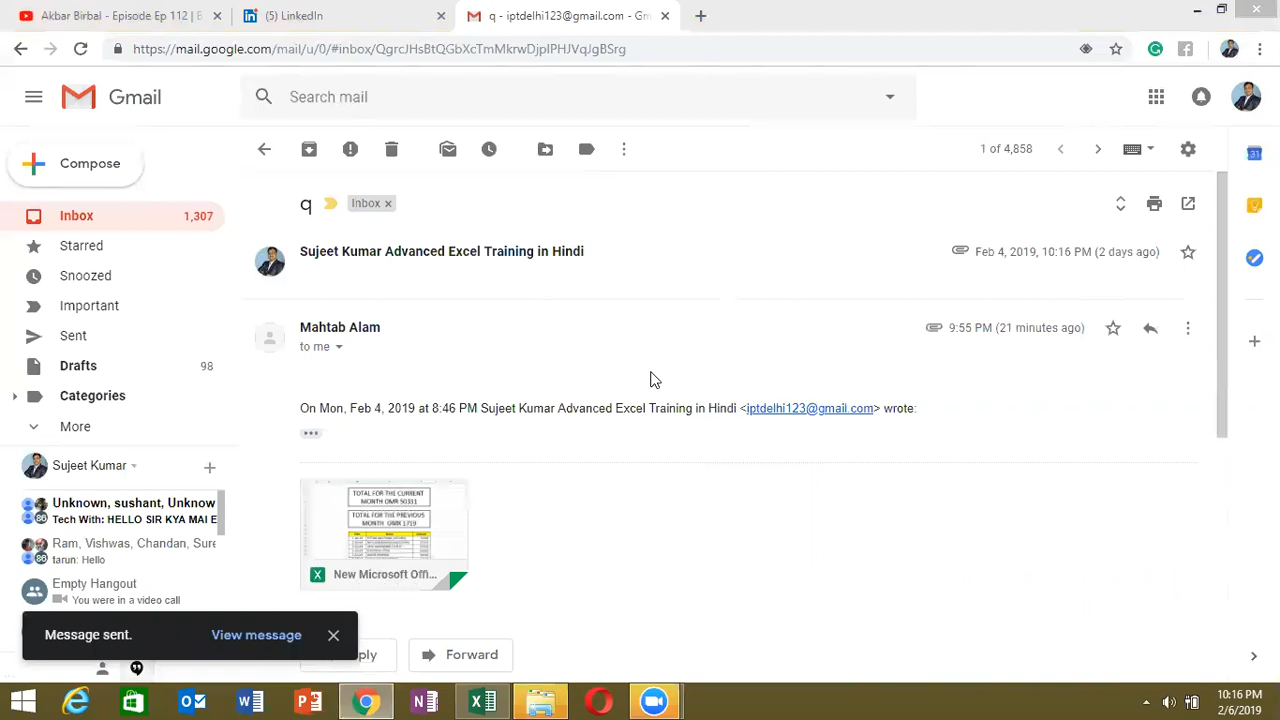 Akbar Birbal - Episode Ep 112 |
(5) LinkedIn
q - iptdelhi123@gmail.com - Gm
https://mail.google.com/mail/u/0/#inbox/QgrcJHsBtQGbXcTmMkrwDjplPHJVqJgBSrg
Gmail
Search mail
Compose
1 of 4,858
Inbox 1,307
q Inbox ×
Starred
Sujeet Kumar Advanced Excel Training in Hindi
Feb 4, 2019, 10:16 PM (2 days ago)
Snoozed
Important
Mahtab Alam
9:55 PM (21 minutes ago)
Sent
to me
Drafts 98
Categories
On Mon, Feb 4, 2019 at 8:46 PM Sujeet Kumar Advanced Excel Training in Hindi <iptdelhi123@gmail.com> wrote:
More
Sujeet Kumar
TOTAL FOR THE CURRENT
MONTH OMR 50331
TOTAL FOR THE PREVIOUS
MONTH OMR 1719
Unknown, sushant, Unknow
Tech With: HELLO SIR KYA MAI E
Ram, Vishwas, Chandan, Sure
tarun: Hello
New Microsoft Offi...
Empty Hangout
You were in a video call
Message sent. View message
Forward
10:16 PM
2/6/2019